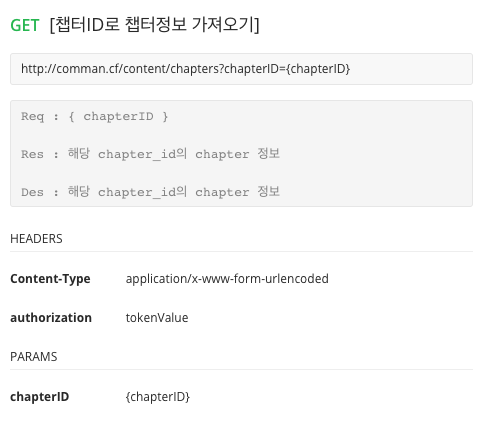 GET [챕터ID로 챕터정보 가져오기]
http://comman.cf/content/chapters?chapterID={chapterID}
Req : { chapterID }
Res : 해당 chapter_id의 chapter 정보
Des : 해당 chapter_id의 chapter 정보
HEADERS
Content-Type application/x-www-form-urlencoded
authorization tokenValue
PARAMS
chapterID {chapterID}